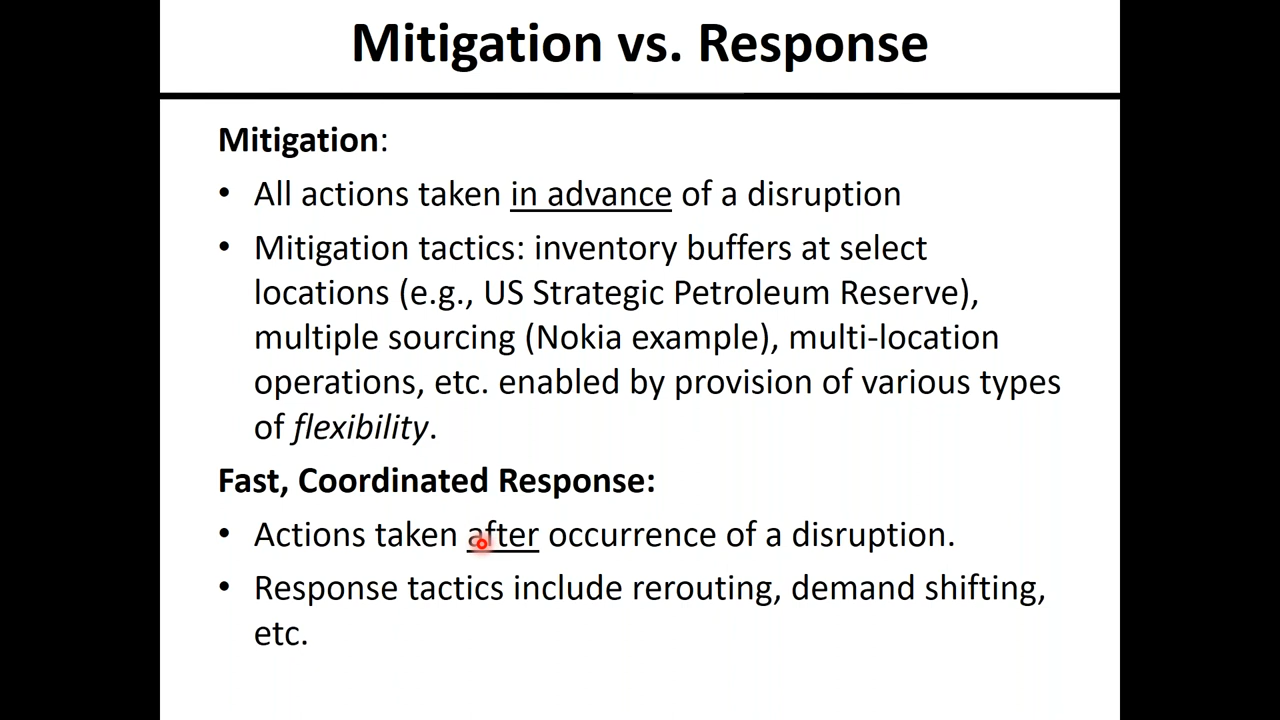 Mitigation vs. Response
Mitigation:
• All actions taken in advance of a disruption
• Mitigation tactics: inventory buffers at select
locations (e.g., US Strategic Petroleum Reserve),
multiple sourcing (Nokia example), multi-location
operations, etc. enabled by provision of various types
of flexibility.
Fast, Coordinated Response:
• Actions taken after occurrence of a disruption.
• Response tactics include rerouting, demand shifting,
etc.